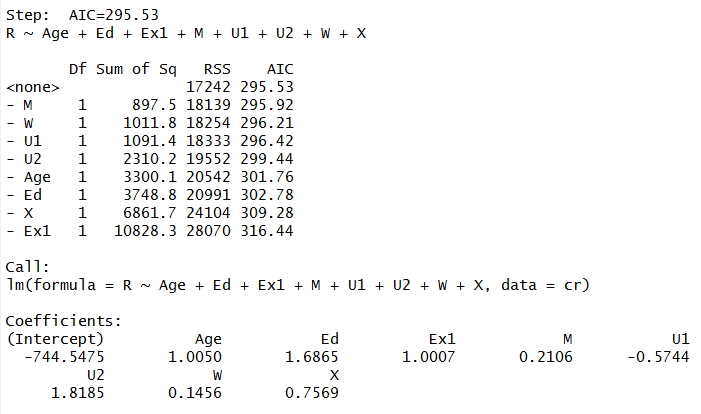 Step:  AIC=295.53
R ~ Age + Ed + Ex1 + M + U1 + U2 + W + X
       Df Sum of Sq   RSS    AIC
<none>              17242 295.53
- M     1     897.5 18139 295.92
- W     1    1011.8 18254 296.21
- U1    1    1091.4 18333 296.42
- U2    1    2310.2 19552 299.44
- Age   1    3300.1 20542 301.76
- Ed    1    3748.8 20991 302.78
- X     1    6861.7 24104 309.28
- Ex1   1   10828.3 28070 316.44
Call:
lm(formula = R ~ Age + Ed + Ex1 + M + U1 + U2 + W + X, data = cr)
Coefficients:
(Intercept)          Age           Ed          Ex1            M           U1
  -744.5475       1.0050       1.6865       1.0007       0.2106      -0.5744
         U2            W            X
     1.8185       0.1456       0.7569